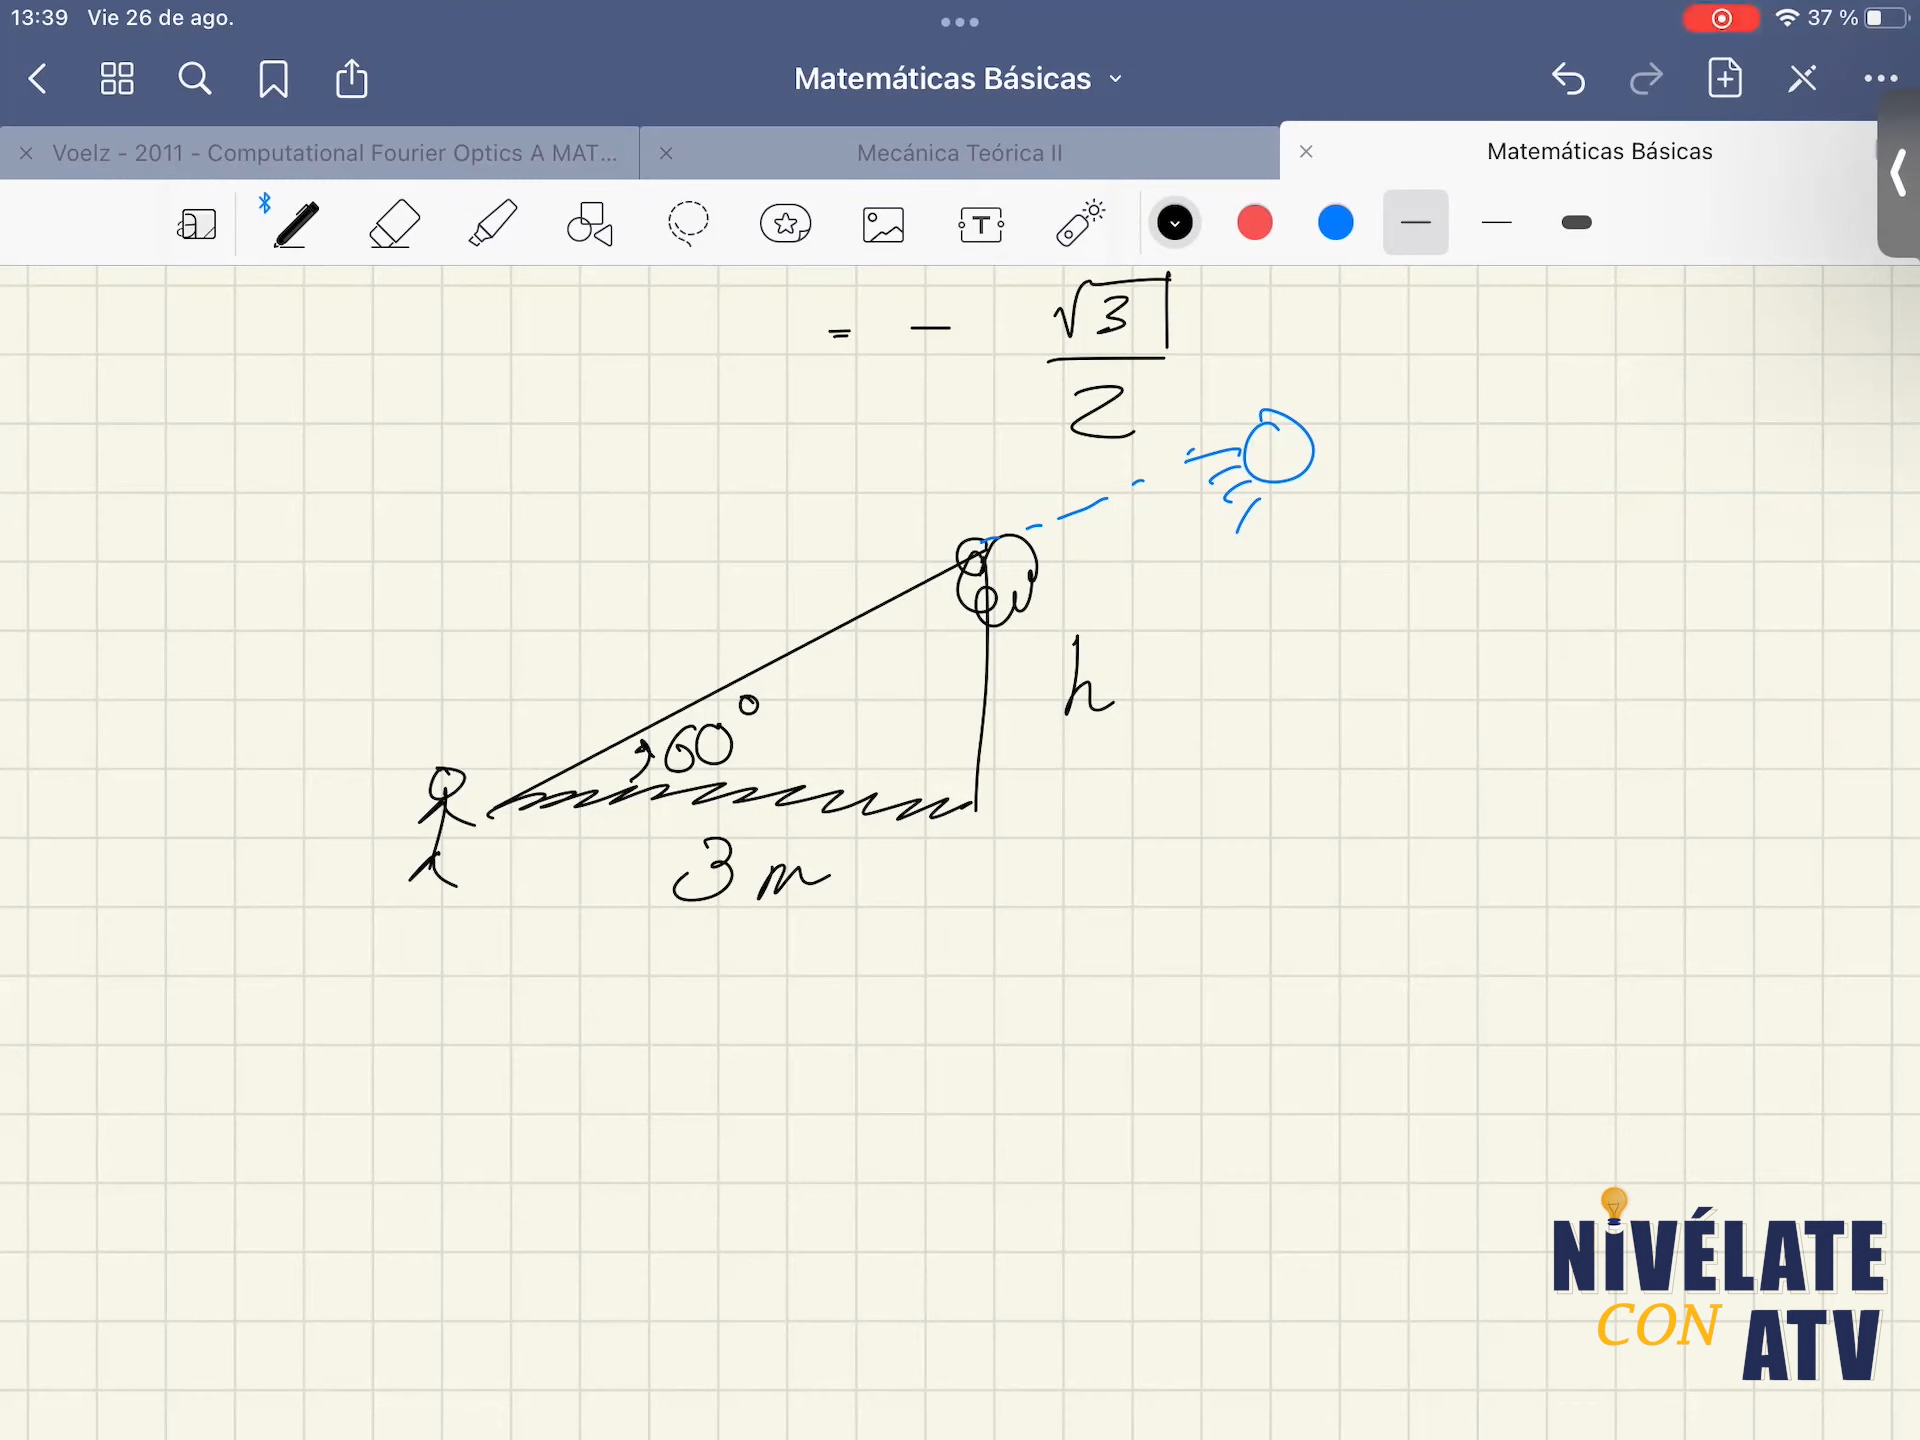 13:39 Vie 26 de ago.
37 %
Matemáticas Básicas
Voelz - 2011 - Computational Fourier Optics A MAT...
Mecánica Teórica II
Matemáticas Básicas
= - √3
2
60°
h
3 m
NIVÉLATE
CON
ATV